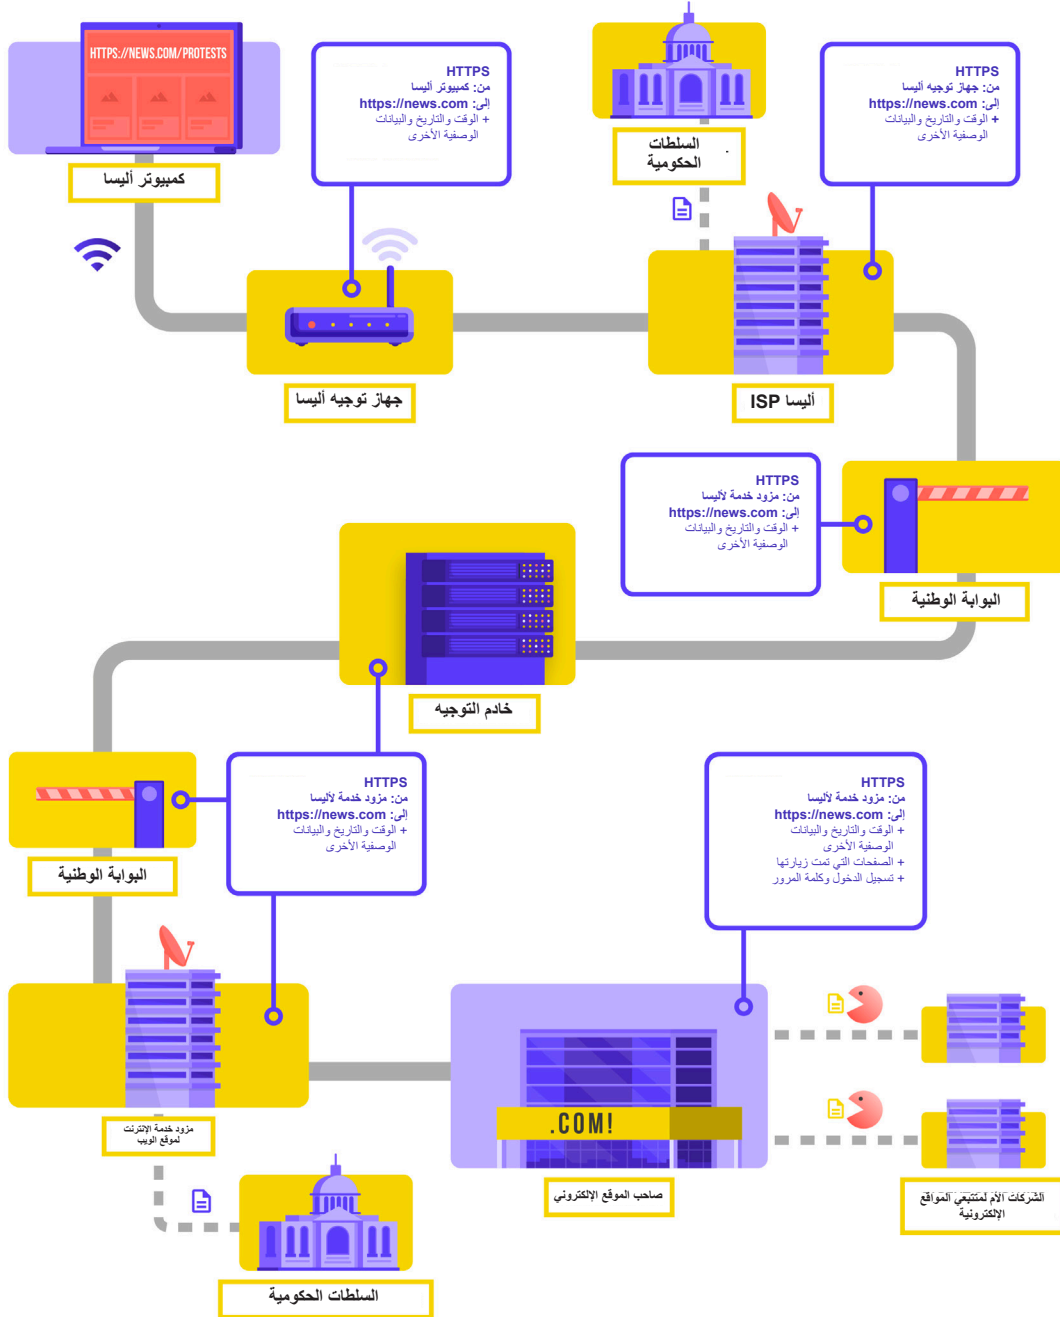 HTTPS://NEWS.COM/PROTESTS
كمبيوتر أليسا
HTTPS
من: كمبيوتر أليسا
إلى: https://news.com
+ الوقت والتاريخ والبيانات
الوصفية الأخرى
السلطات
الحكومية
HTTPS
من: جهاز توجيه أليسا
إلى: https://news.com
+ الوقت والتاريخ والبيانات
الوصفية الأخرى
جهاز توجيه أليسا
أليسا ISP
HTTPS
من: مزود خدمة لأليسا
إلى: https://news.com
+ الوقت والتاريخ والبيانات
الوصفية الأخرى
البوابة الوطنية
خادم التوجيه
البوابة الوطنية
HTTPS
من: مزود خدمة لأليسا
إلى: https://news.com
+ الوقت والتاريخ والبيانات
الوصفية الأخرى
HTTPS
من: مزود خدمة لأليسا
إلى: https://news.com
+ الوقت والتاريخ والبيانات
الوصفية الأخرى
+ الصفحات التي تمت زيارتها
+ تسجيل الدخول وكلمة المرور
مزود خدمة الإنترنت
لموقع الويب
.COM!
صاحب الموقع الإلكتروني
الشركات الأم لمتتبعي المواقع
الإلكترونية
السلطات الحكومية